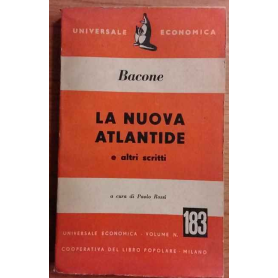 UNIVERSALE ECONOMICA
Bacone
LA NUOVA
ATLANTIDE
e altri scritti
a cura di Paolo Rossi
UNIVERSALE ECONOMICA - VOLUME N. 183
COOPERATIVA DEL LIBRO POPOLARE - MILANO